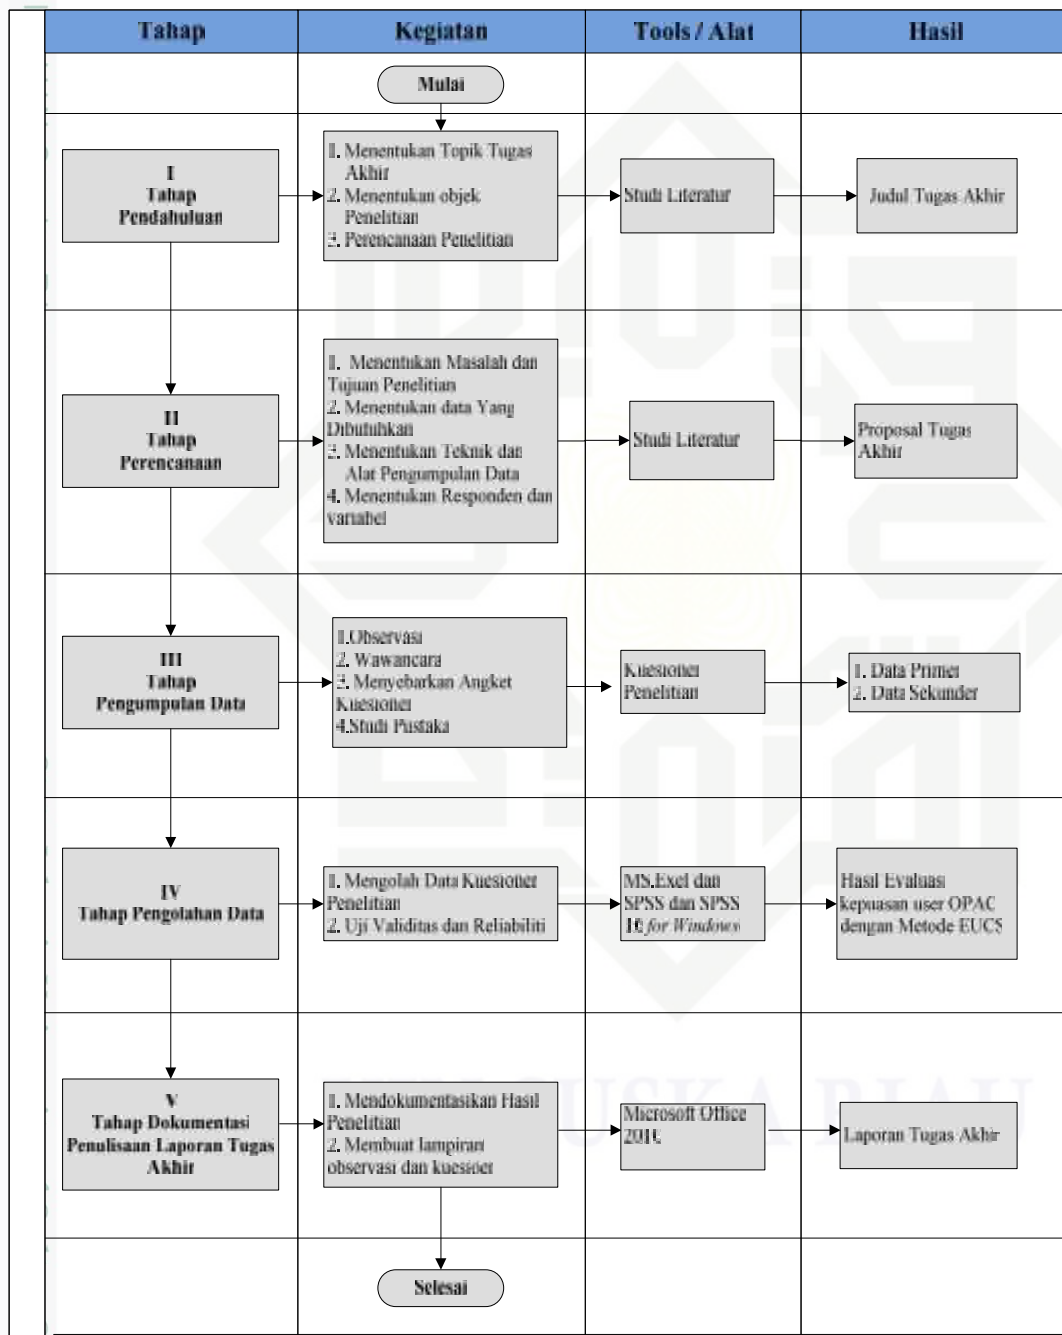 Tahap
Kegiatan
Tools / Alat
Hasil
Mulai
I
Tahap
Pendahuluan
1. Menentukan Topik Tugas
Akhir
2. Menentukan objek
Penelitian
3. Perencanaan Penelitian
Studi Literatur
Judul Tugas Akhir
II
Tahap
Perencanaan
1. Menentukan Masalah dan
Tujuan Penelitian
2. Menentukan data Yang
Dibutuhkan
3. Menentukan Teknik dan
Alat Pengumpulan Data
4. Menentukan Responden dan
variabel
Studi Literatur
Proposal Tugas
Akhir
III
Tahap
Pengumpulan Data
1.Observasi
2. Wawancara
3. Menyebarkan Angket
Kuesioner
4.Studi Pustaka
Kuesioner
Penelitian
1. Data Primer
2. Data Sekunder
IV
Tahap Pengolahan Data
1. Mengolah Data Kuesioner
Penelitian
2. Uji Validitas dan Reliabiliti
MS.Exel dan
SPSS dan SPSS
16 for Windows
Hasil Evaluasi
kepuasan user OPAC
dengan Metode EUCS
V
Tahap Dokumentasi
Penulisaan Laporan Tugas
Akhir
1. Mendokumentasikan Hasil
Penelitian
2. Membuat lampiran
observasi dan kuesioer
Microsoft Office
2010
Laporan Tugas Akhir
Selesai
SUSKA RIAU